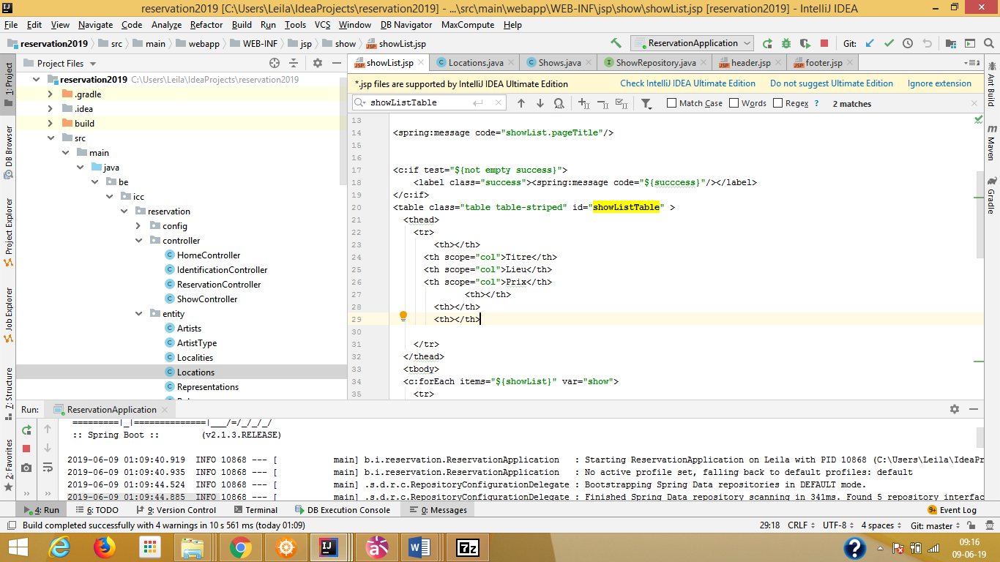 reservation2019 [C:\Users\Leila\IdeaProjects\reservation2019] - ...\src\main\webapp\WEB-INF\jsp\show\showList.jsp [reservation2019] - IntelliJ IDEA
File Edit View Navigate Code Analyze Refactor Build Run Tools VCS Window DB Navigator MaxCompute Help
reservation2019 src main webapp WEB-INF jsp show showList.jsp ReservationApplication Git:
Project Files showList.jsp Locations.java Shows.java ShowRepository.java header.jsp footer.jsp
reservation2019 C:\Users\Leila\IdeaProjects\reservation2019
.gradle
.idea
build
src
main
java
be
icc
reservation
config
controller
HomeController
IdentificationController
ReservationController
ShowController
entity
Artists
ArtistType
Localities
Locations
Representations
*.jsp files are supported by IntelliJ IDEA Ultimate Edition Check IntelliJ IDEA Ultimate Edition Do not suggest Ultimate Edition Ignore extension
showListTable Match Case Words Regex ? 2 matches
13
14 <spring:message code="showList.pageTitle"/>
15
16
17 <c:if test="${not empty success}">
18 <label class="success"><spring:message code="${succcess}"/></label>
19 </c:if>
20 <table class="table table-striped" id="showListTable" >
21 <thead>
22 <tr>
23 <th></th>
24 <th scope="col">Titre</th>
25 <th scope="col">Lieu</th>
26 <th scope="col">Prix</th>
27 <th></th>
28 <th></th>
29 <th></th>
30
31 </tr>
32 </thead>
33 <tbody>
34 <c:forEach items="${showList}" var="show">
35 <tr>
1: Project
DB Browser
Project Explorer
Job Explorer
7: Structure
2: Favorites
Ant Build
Maven
Gradle
Run: ReservationApplication
=========|_|==============|___/=/_/_/_/
:: Spring Boot :: (v2.1.3.RELEASE)
2019-06-09 01:09:40.919 INFO 10868 --- [ main] b.i.reservation.ReservationApplication : Starting ReservationApplication on Leila with PID 10868 (C:\Users\Leila\IdeaPr
2019-06-09 01:09:40.935 INFO 10868 --- [ main] b.i.reservation.ReservationApplication : No active profile set, falling back to default profiles: default
2019-06-09 01:09:44.524 INFO 10868 --- [ main] .s.d.r.c.RepositoryConfigurationDelegate : Bootstrapping Spring Data repositories in DEFAULT mode.
2019-06-09 01:09:44.885 INFO 10868 --- [ main] .s.d.r.c.RepositoryConfigurationDelegate : Finished Spring Data repository scanning in 341ms. Found 5 repository interfac
4: Run 6: TODO 9: Version Control Terminal DB Execution Console 0: Messages 9+ Event Log
Build completed successfully with 4 warnings in 10 s 561 ms (today 01:09) 29:18 CRLF UTF-8 4 spaces Git: master
09:16
09-06-19